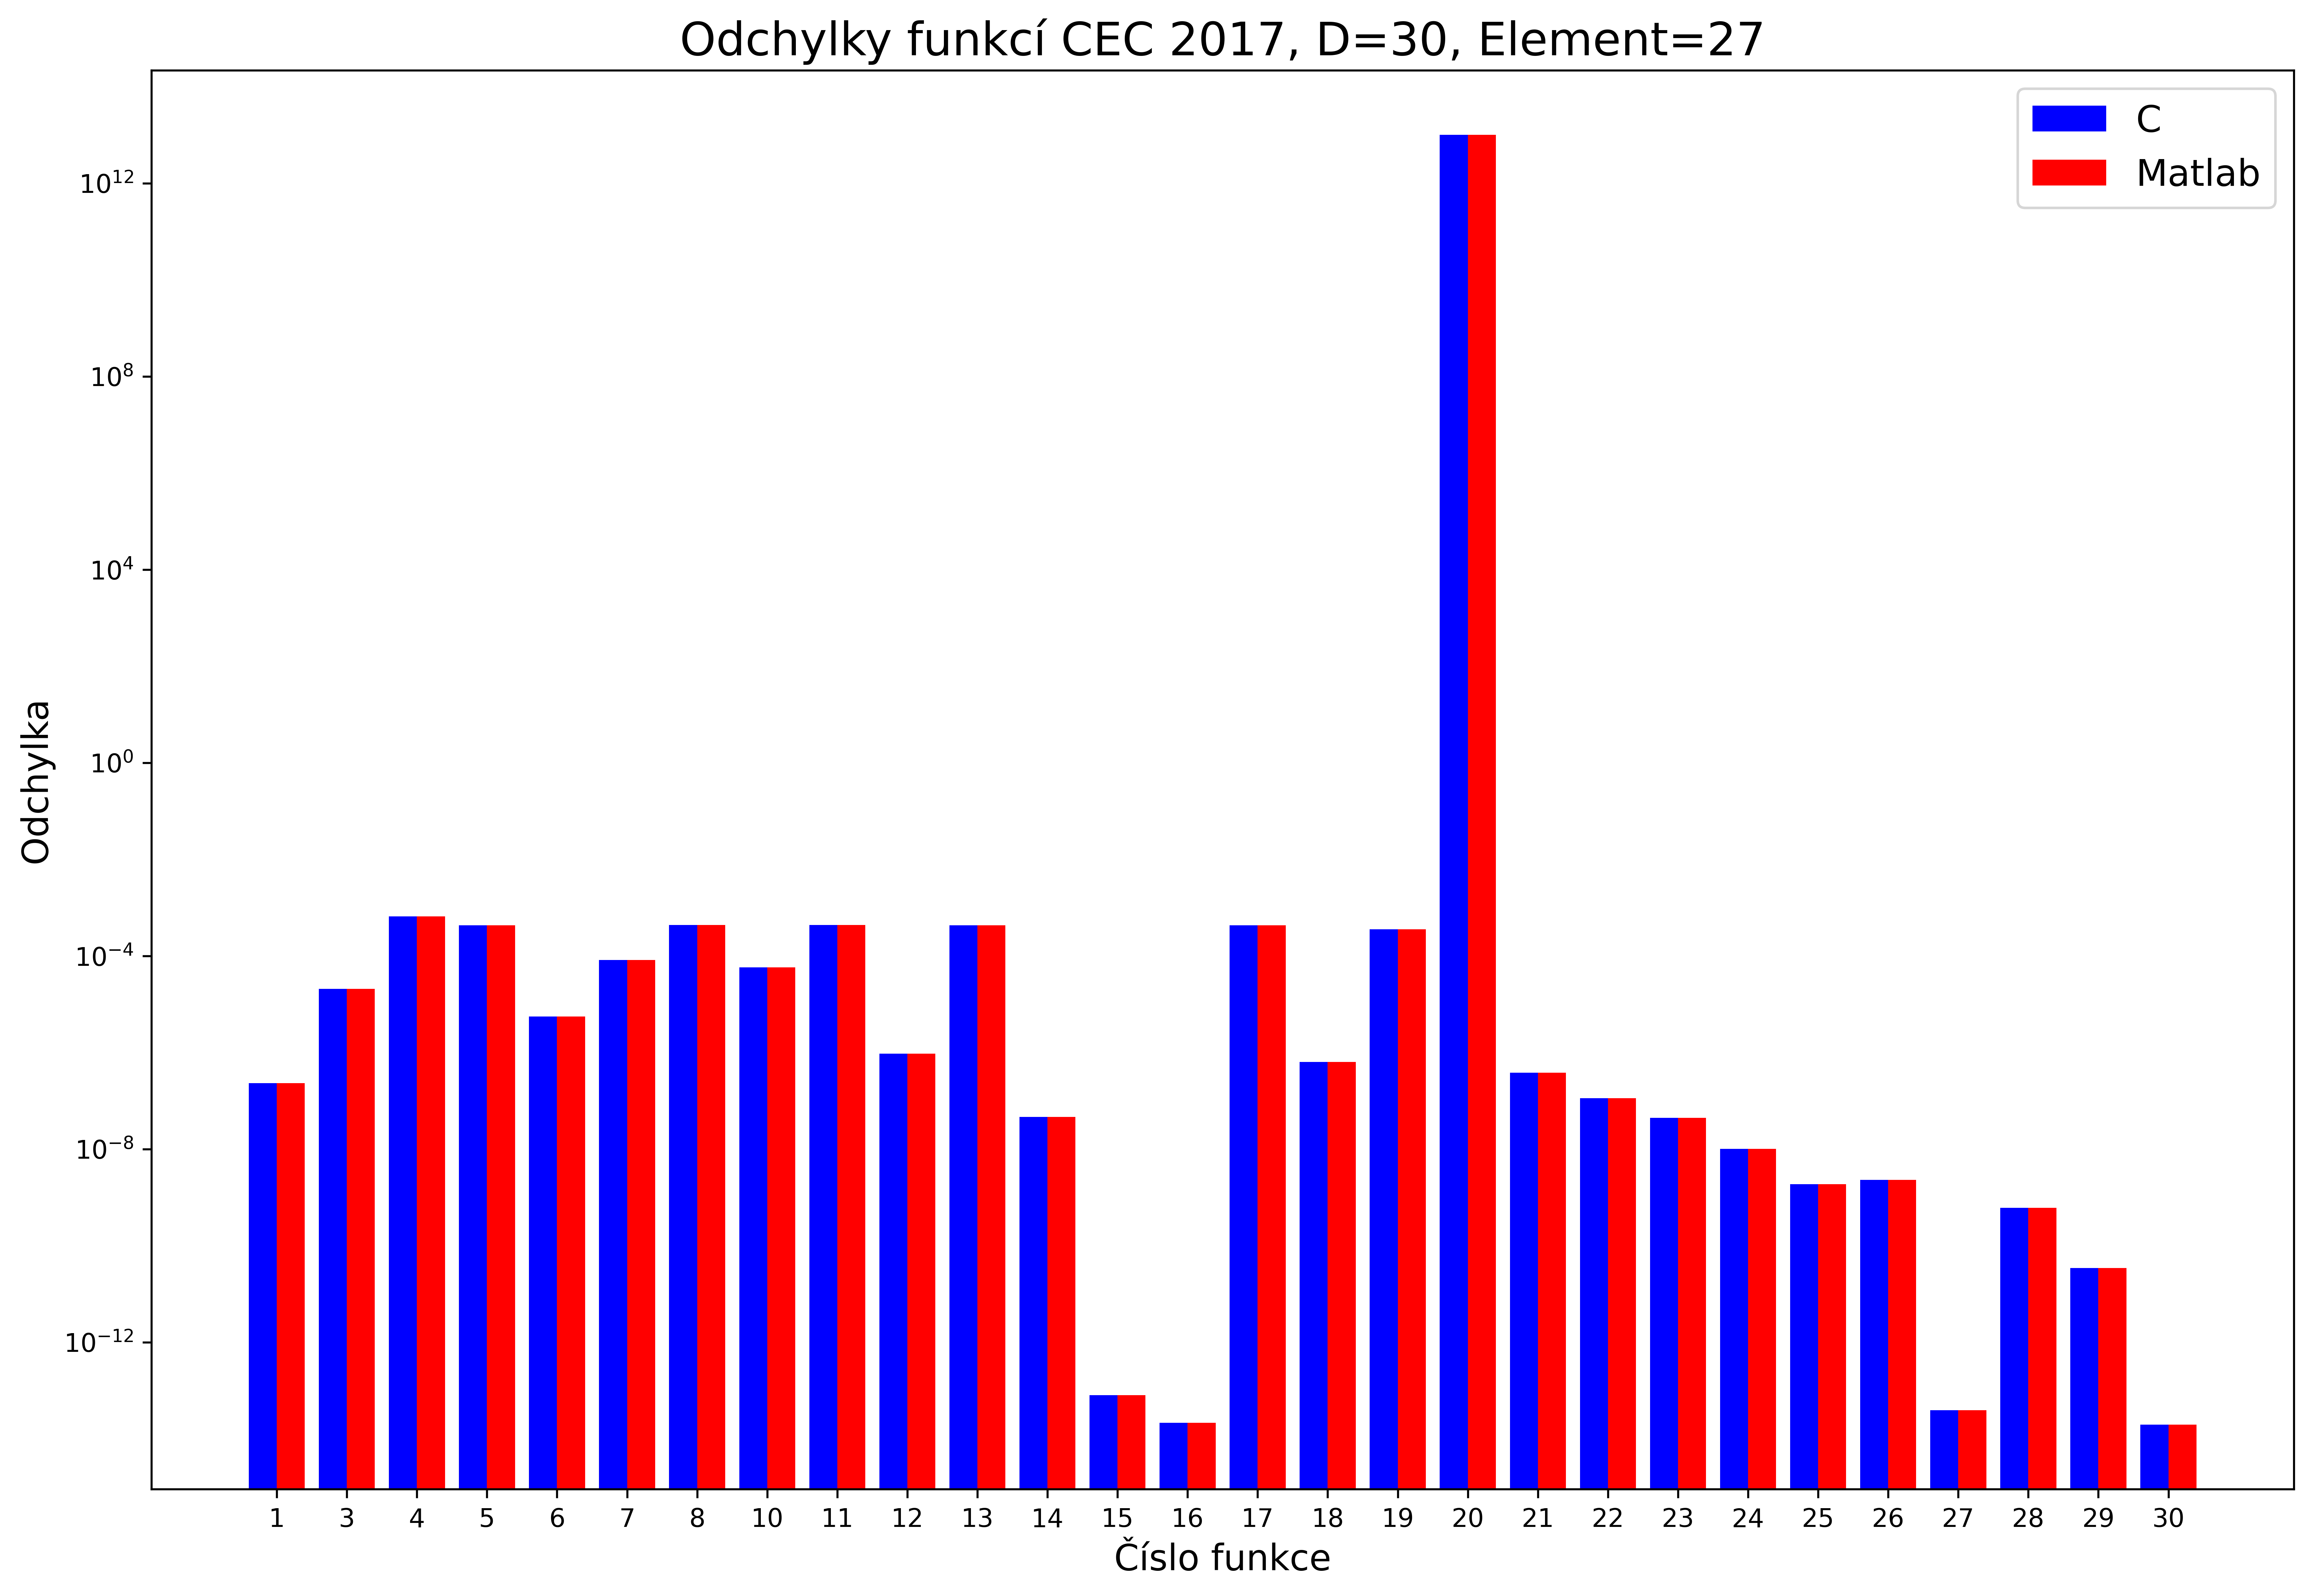 Odchylky funkcí CEC 2017, D=30, Element=27
C
Matlab
10^12
10^8
10^4
10^0
10^−4
10^−8
10^−12
Odchylka
1 3 4 5 6 7 8 10 11 12 13 14 15 16 17 18 19 20 21 22 23 24 25 26 27 28 29 30
Číslo funkce